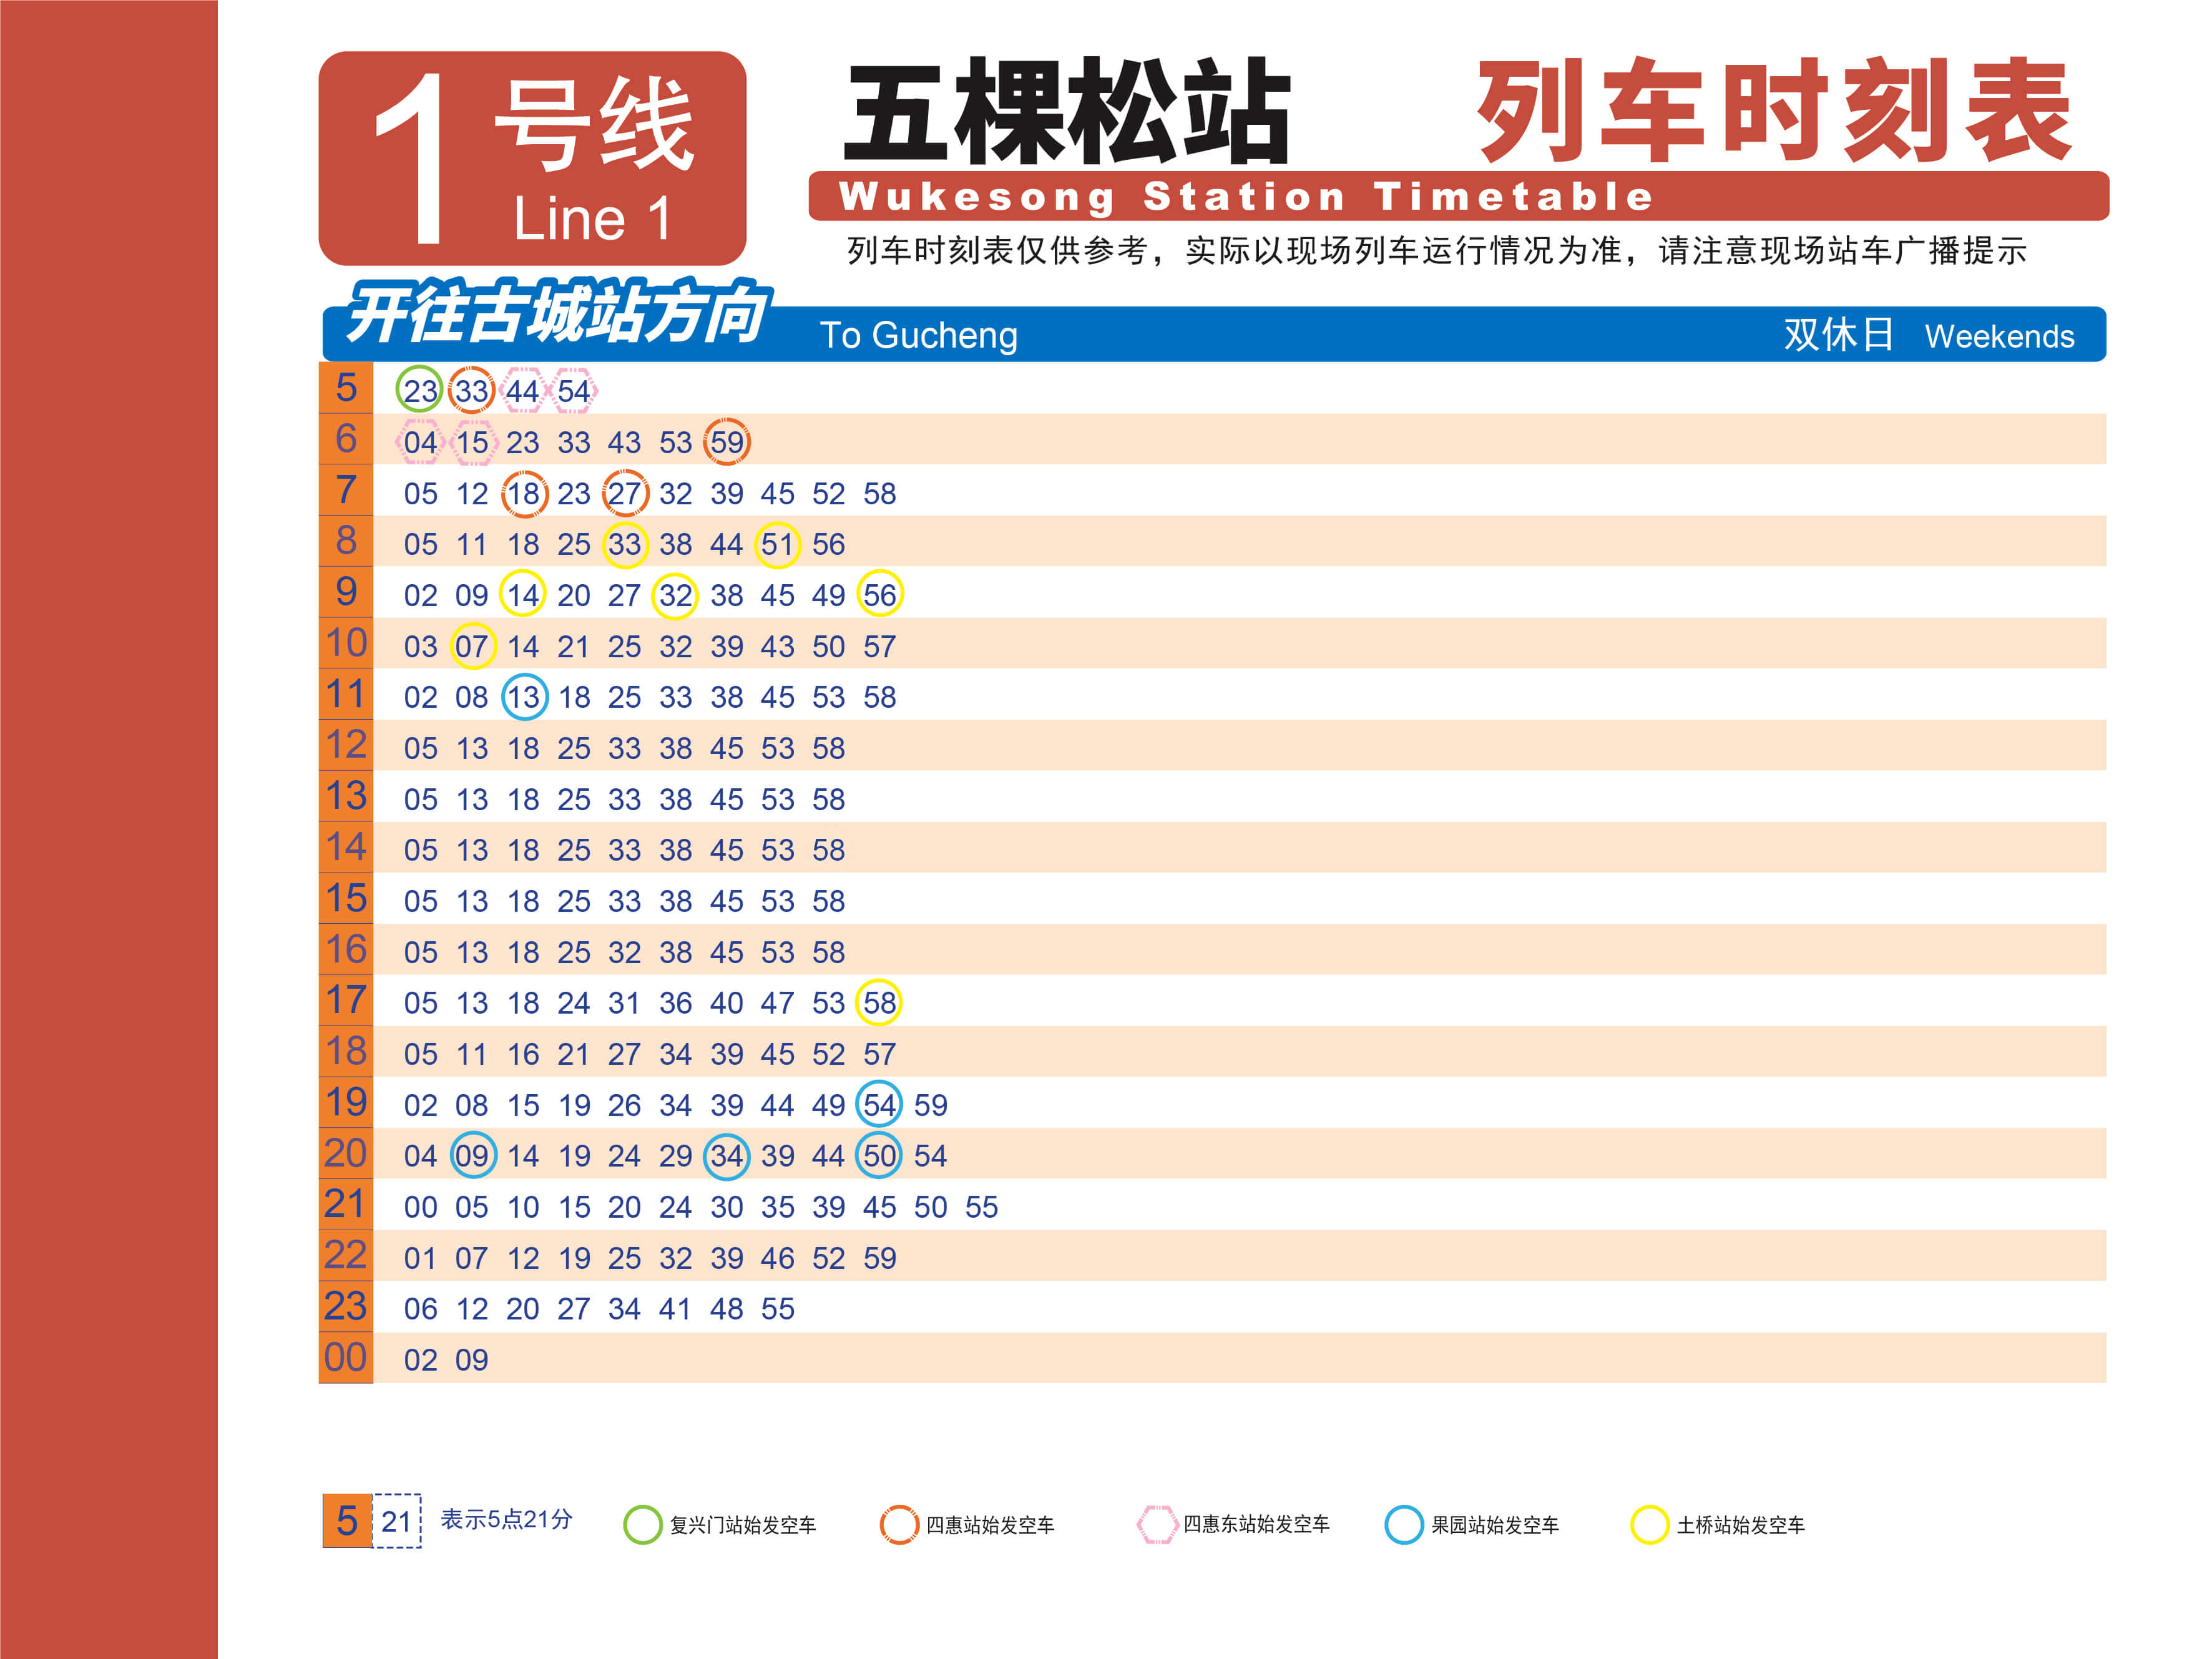 1号线
Line 1
五棵松站 列车时刻表
Wukesong Station Timetable
列车时刻表仅供参考，实际以现场列车运行情况为准，请注意现场站车广播提示
开往古城站方向 To Gucheng 双休日 Weekends
5 23 33 44 54
6 04 15 23 33 43 53 59
7 05 12 18 23 27 32 39 45 52 58
8 05 11 18 25 33 38 44 51 56
9 02 09 14 20 27 32 38 45 49 56
10 03 07 14 21 25 32 39 43 50 57
11 02 08 13 18 25 33 38 45 53 58
12 05 13 18 25 33 38 45 53 58
13 05 13 18 25 33 38 45 53 58
14 05 13 18 25 33 38 45 53 58
15 05 13 18 25 33 38 45 53 58
16 05 13 18 25 32 38 45 53 58
17 05 13 18 24 31 36 40 47 53 58
18 05 11 16 21 27 34 39 45 52 57
19 02 08 15 19 26 34 39 44 49 54 59
20 04 09 14 19 24 29 34 39 44 50 54
21 00 05 10 15 20 24 30 35 39 45 50 55
22 01 07 12 19 25 32 39 46 52 59
23 06 12 20 27 34 41 48 55
00 02 09
5 21 表示5点21分 复兴门站始发空车 四惠站始发空车 四惠东站始发空车 果园站始发空车 土桥站始发空车